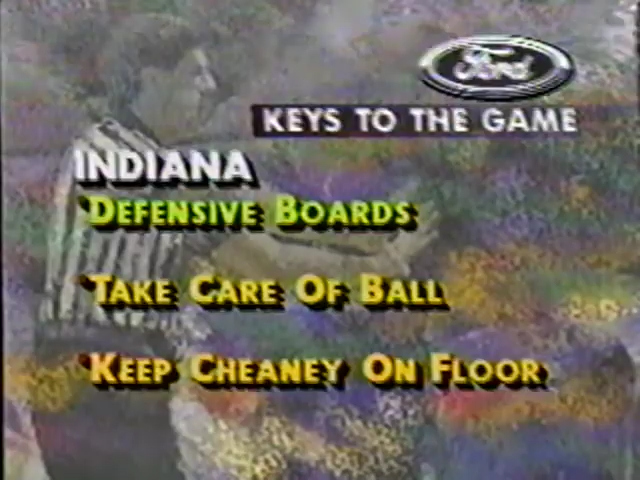 Ford
KEYS TO THE GAME
INDIANA
•DEFENSIVE BOARDS
•TAKE CARE OF BALL
•KEEP CHEANEY ON FLOOR